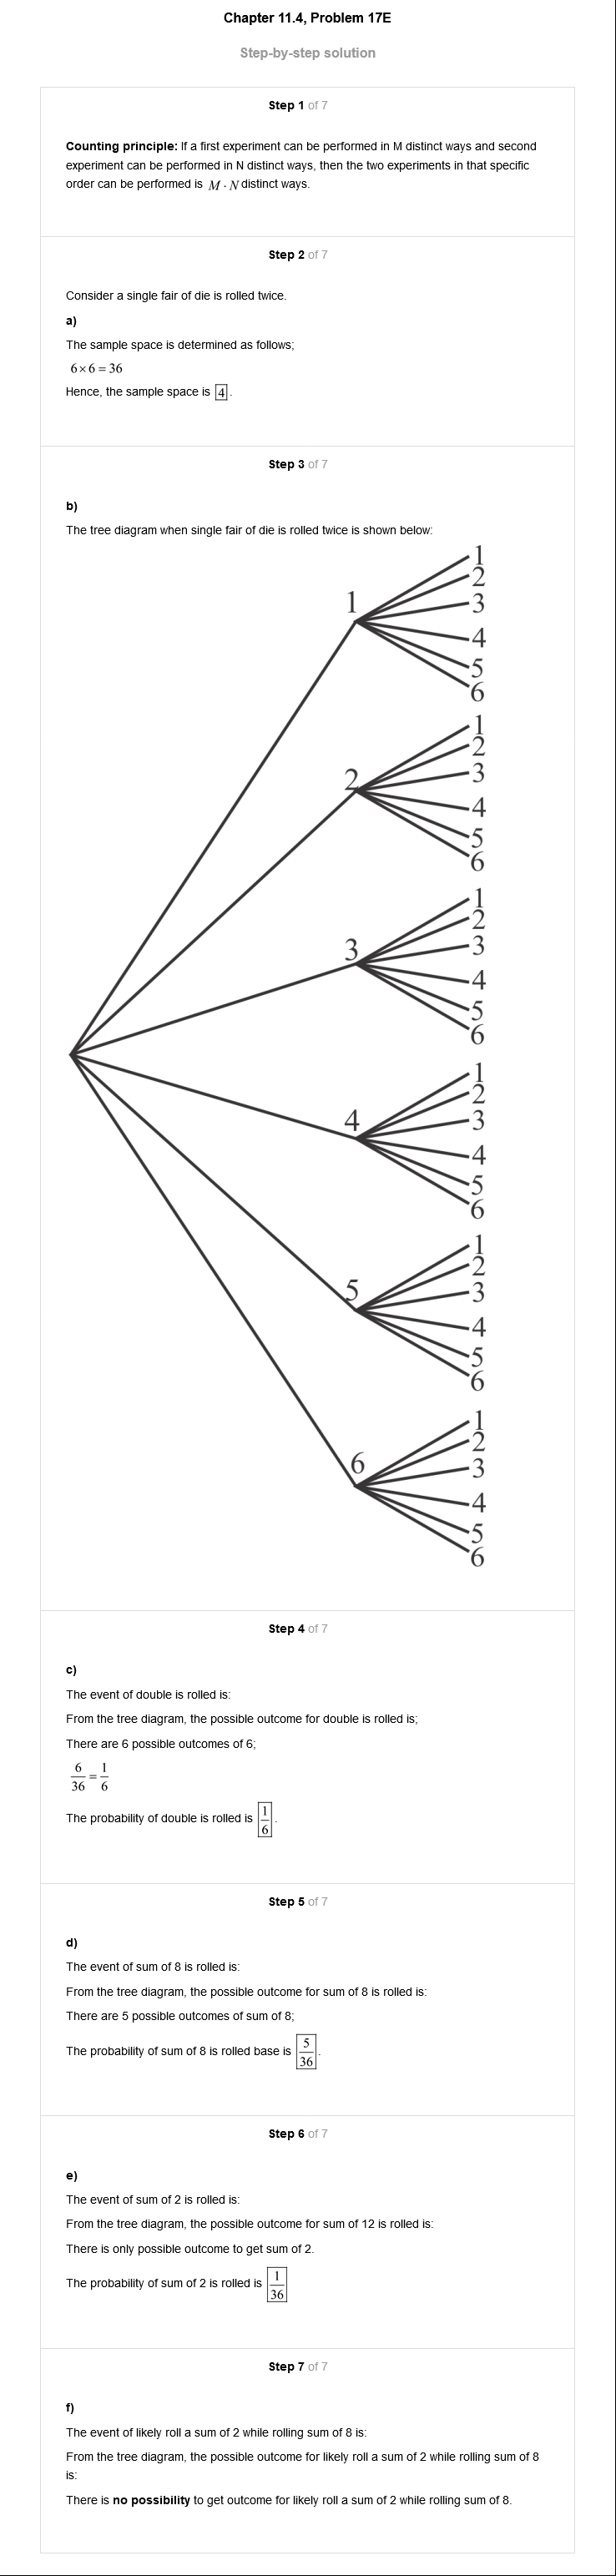 Chapter 11.4, Problem 17E
Step-by-step solution
Step 1 of 7
Counting principle: If a first experiment can be performed in M distinct ways and second
experiment can be performed in N distinct ways, then the two experiments in that specific
order can be performed is M · N distinct ways.
Step 2 of 7
Consider a single fair of die is rolled twice.
a)
The sample space is determined as follows;
6×6 = 36
Hence, the sample space is 4.
Step 3 of 7
b)
The tree diagram when single fair of die is rolled twice is shown below:
1
1
2
3
4
5
6
2
1
2
3
4
5
6
3
1
2
3
4
5
6
4
1
2
3
4
5
6
5
1
2
3
4
5
6
6
1
2
3
4
5
6
Step 4 of 7
c)
The event of double is rolled is:
From the tree diagram, the possible outcome for double is rolled is;
There are 6 possible outcomes of 6;
6/36 = 1/6
The probability of double is rolled is 1/6.
Step 5 of 7
d)
The event of sum of 8 is rolled is:
From the tree diagram, the possible outcome for sum of 8 is rolled is:
There are 5 possible outcomes of sum of 8;
The probability of sum of 8 is rolled base is 5/36.
Step 6 of 7
e)
The event of sum of 2 is rolled is:
From the tree diagram, the possible outcome for sum of 12 is rolled is:
There is only possible outcome to get sum of 2.
The probability of sum of 2 is rolled is 1/36
Step 7 of 7
f)
The event of likely roll a sum of 2 while rolling sum of 8 is:
From the tree diagram, the possible outcome for likely roll a sum of 2 while rolling sum of 8
is:
There is no possibility to get outcome for likely roll a sum of 2 while rolling sum of 8.